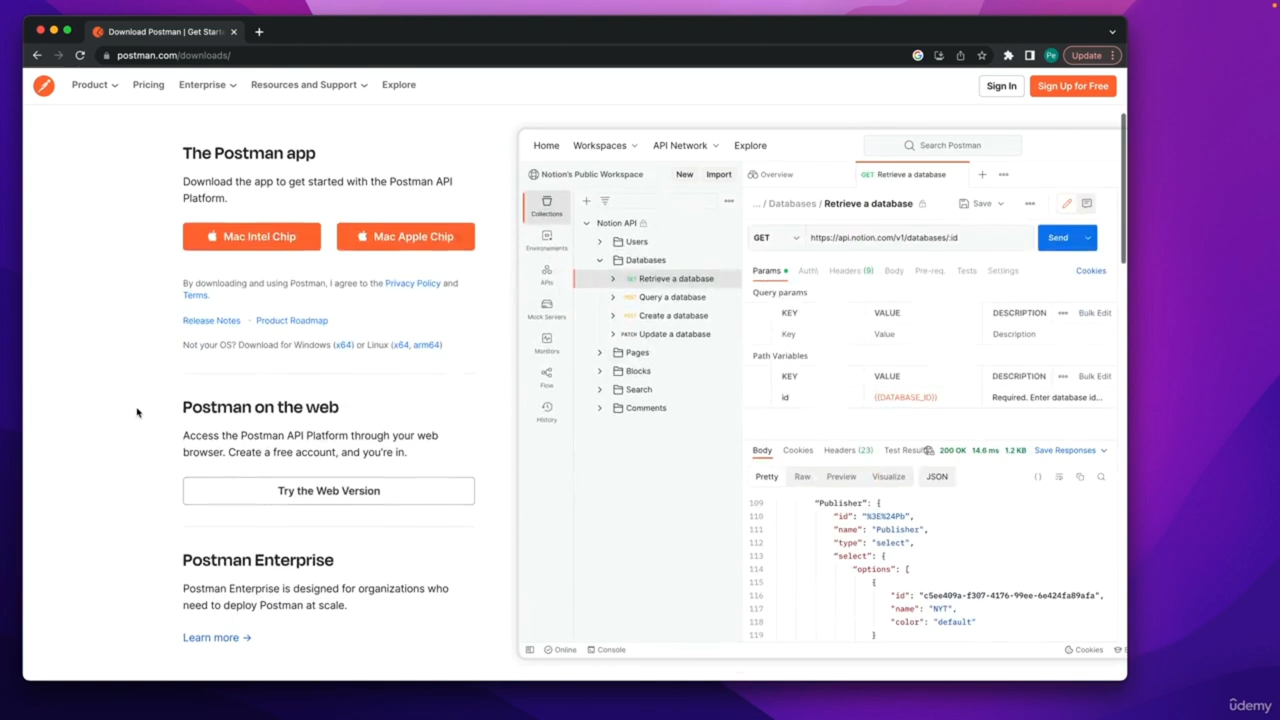 Download Postman | Get Starte
postman.com/downloads/
Pe
Update
Product
Pricing
Enterprise
Resources and Support
Explore
Sign In
Sign Up for Free
The Postman app
Download the app to get started with the Postman API
Platform.
Mac Intel Chip
Mac Apple Chip
By downloading and using Postman, I agree to the Privacy Policy and
Terms.
Release Notes · Product Roadmap
Not your OS? Download for Windows (x64) or Linux (x64, arm64)
Postman on the web
Access the Postman API Platform through your web
browser. Create a free account, and you're in.
Try the Web Version
Postman Enterprise
Postman Enterprise is designed for organizations who
need to deploy Postman at scale.
Learn more →
Home
Workspaces
API Network
Explore
Search Postman
Notion's Public Workspace
New
Import
Overview
GET Retrieve a database
Collections
Environments
APIs
Mock Servers
Monitors
Flow
History
Notion API
Users
Databases
GET Retrieve a database
POST Query a database
POST Create a database
PATCH Update a database
Pages
Blocks
Search
Comments
... / Databases / Retrieve a database
Save
GET
https://api.notion.com/v1/databases/:id
Send
Params
Auth
Headers (9)
Body
Pre-req.
Tests
Settings
Cookies
Query params
KEY VALUE DESCRIPTION Bulk Edit
Key Value Description
Path Variables
KEY VALUE DESCRIPTION Bulk Edit
id {{DATABASE_ID}} Required. Enter database id...
Body
Cookies
Headers (23)
Test Result
200 OK 14.6 ms 1.2 KB
Save Responses
Pretty
Raw
Preview
Visualize
JSON
109 "Publisher": {
110 "id": "%3E%24Pb",
111 "name": "Publisher",
112 "type": "select",
113 "select": {
114 "options": [
115 {
116 "id": "c5ee409a-f307-4176-99ee-6e424fa89afa",
117 "name": "NYT",
118 "color": "default"
119 }
Online
Console
Cookies
udemy